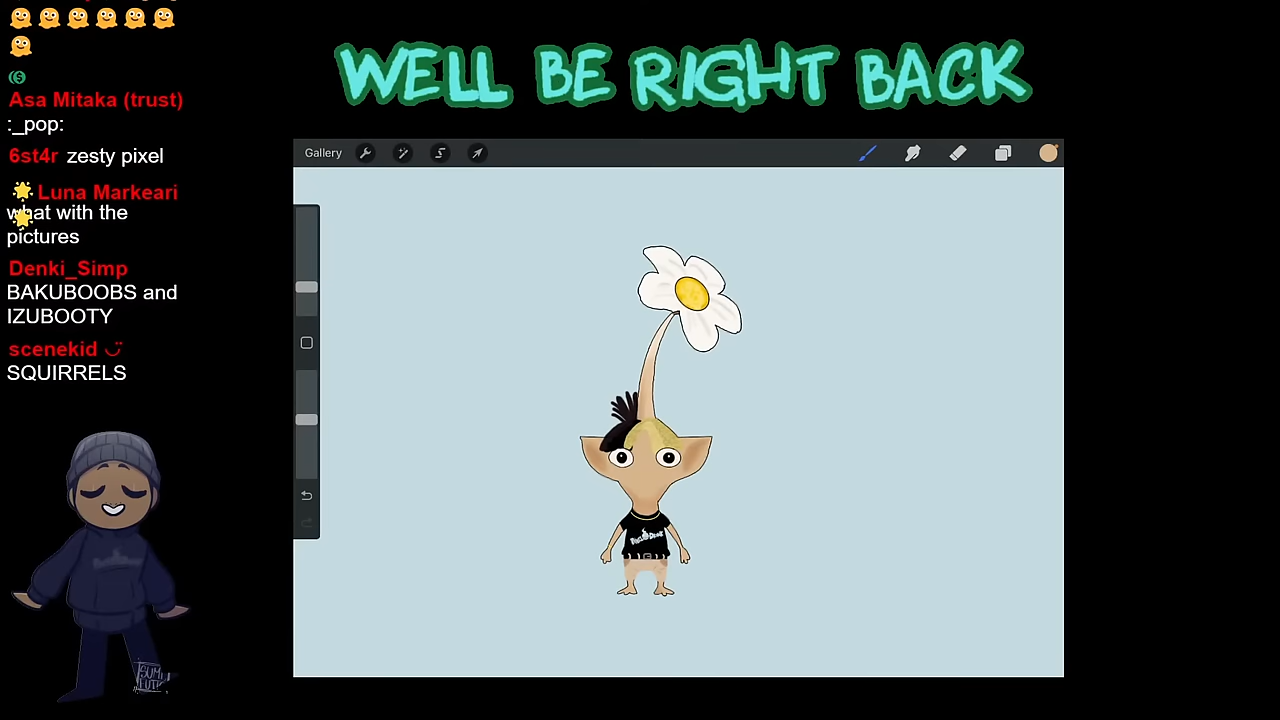 WELL BE RIGHT BACK
Asa Mitaka (trust)
:_pop:
6st4r zesty pixel
Luna Markeari
what with the
pictures
Denki_Simp
BAKUBOOBS and
IZUBOOTY
scenekid
SQUIRRELS
Gallery